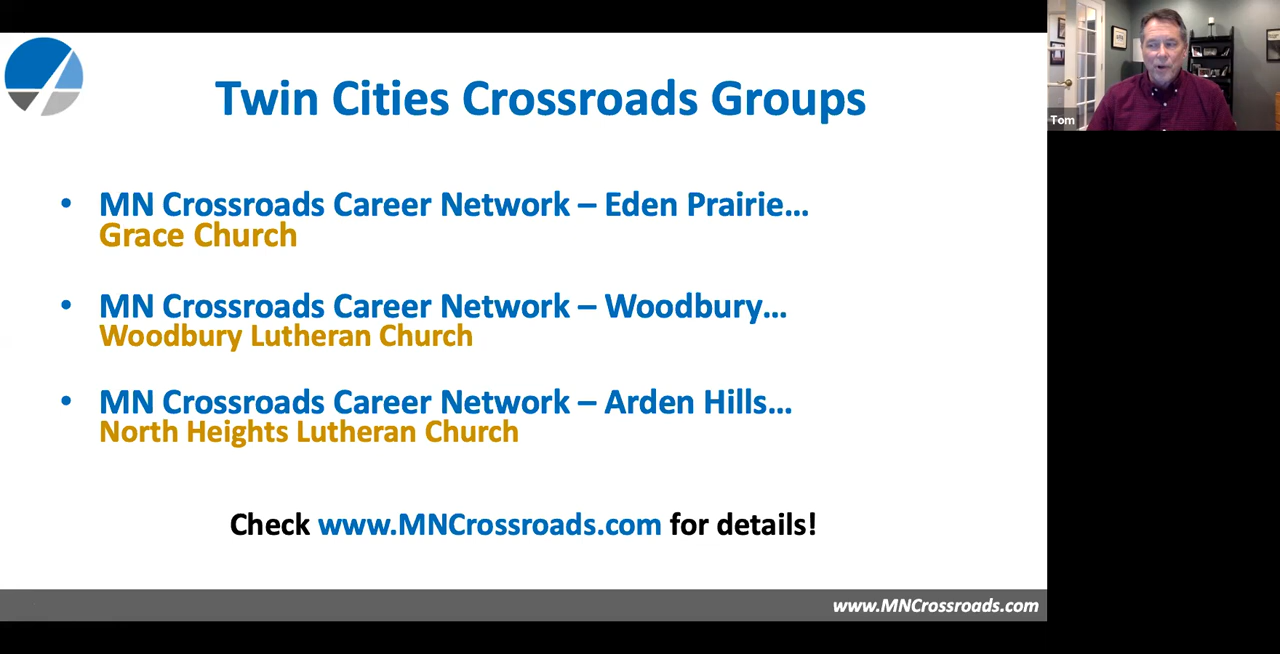 Twin Cities Crossroads Groups
• MN Crossroads Career Network – Eden Prairie…
Grace Church
• MN Crossroads Career Network – Woodbury…
Woodbury Lutheran Church
• MN Crossroads Career Network – Arden Hills…
North Heights Lutheran Church
Check www.MNCrossroads.com for details!
www.MNCrossroads.com
Tom